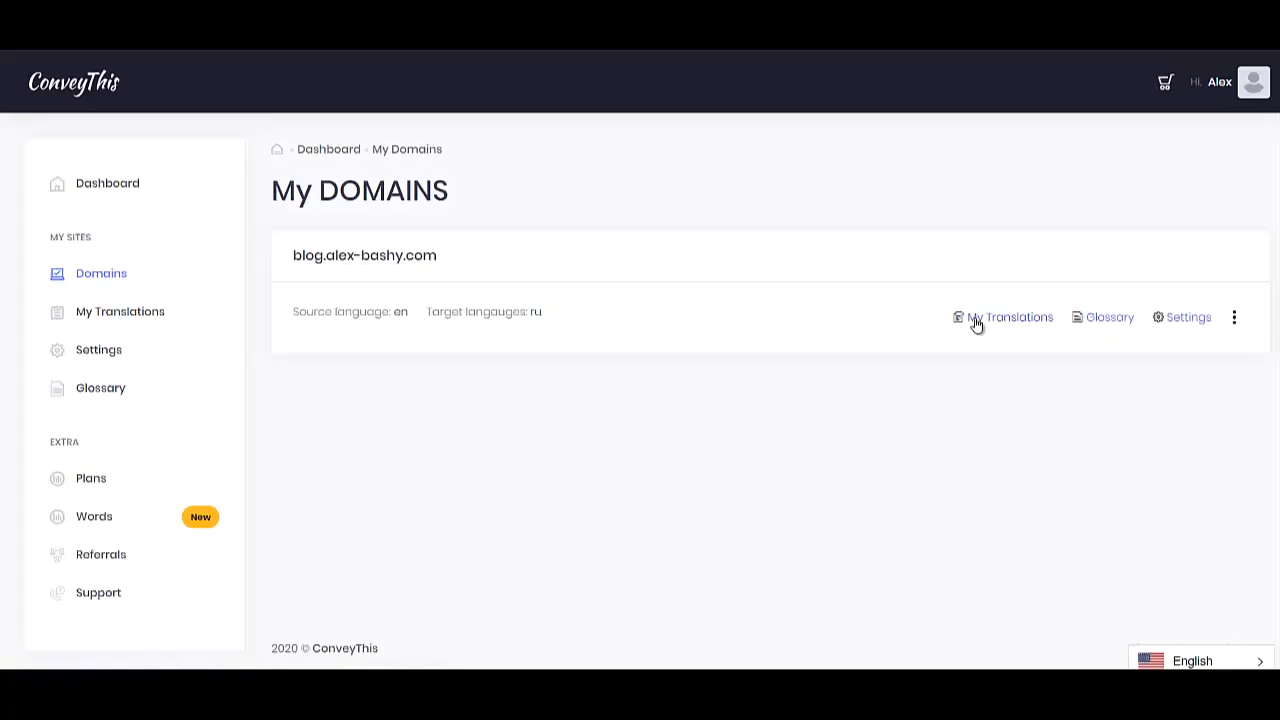 ConveyThis
Hi, Alex
Dashboard
MY SITES
Domains
My Translations
Settings
Glossary
EXTRA
Plans
Words New
Referrals
Support
Dashboard My Domains
My DOMAINS
blog.alex-bashy.com
Source language: en Target langauges: ru
My Translations Glossary Settings
2020 © ConveyThis
English